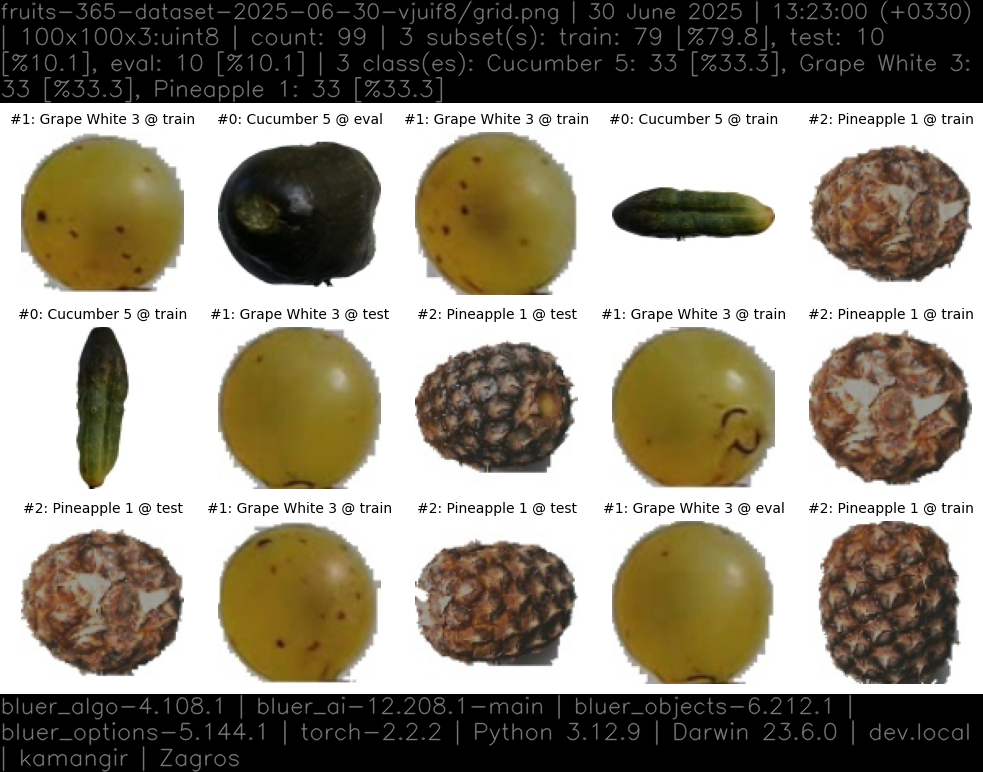 fruits-365-dataset-2025-06-30-vjuif8/grid.png | 30 June 2025 | 13:23:00 (+0330)
| 100x100x3:uint8 | count: 99 | 3 subset(s): train: 79 [%79.8], test: 10
[%10.1], eval: 10 [%10.1] | 3 class(es): Cucumber 5: 33 [%33.3], Grape White 3:
33 [%33.3], Pineapple 1: 33 [%33.3]
#1: Grape White 3 @ train
#0: Cucumber 5 @ eval
#1: Grape White 3 @ train
#0: Cucumber 5 @ train
#2: Pineapple 1 @ train
#0: Cucumber 5 @ train
#1: Grape White 3 @ test
#2: Pineapple 1 @ test
#1: Grape White 3 @ train
#2: Pineapple 1 @ train
#2: Pineapple 1 @ test
#1: Grape White 3 @ train
#2: Pineapple 1 @ test
#1: Grape White 3 @ eval
#2: Pineapple 1 @ train
bluer_algo-4.108.1 | bluer_ai-12.208.1-main | bluer_objects-6.212.1 |
bluer_options-5.144.1 | torch-2.2.2 | Python 3.12.9 | Darwin 23.6.0 | dev.local
| kamangir | Zagros